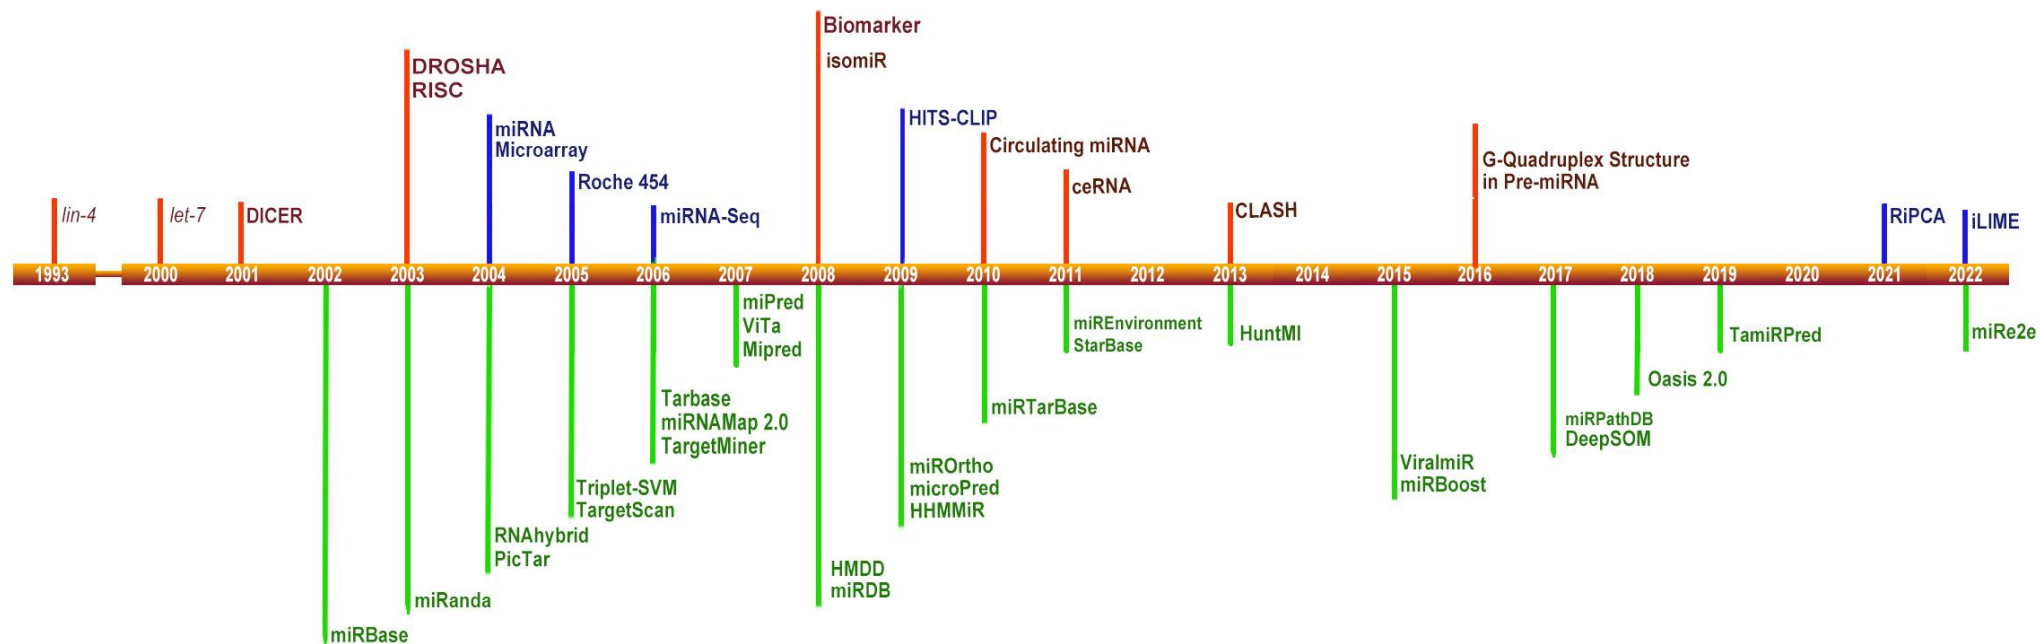 Biomarker
isomiR
DROSHA
RISC
HITS-CLIP
miRNA
Microarray
Circulating miRNA
G-Quadruplex Structure
in Pre-miRNA
Roche 454
ceRNA
lin-4
let-7
DICER
miRNA-Seq
CLASH
RiPCA
iLIME
1993 2000 2001 2002 2003 2004 2005 2006 2007 2008 2009 2010 2011 2012 2013 2014 2015 2016 2017 2018 2019 2020 2021 2022
miPred
ViTa
Mipred
miREnvironment
StarBase
HuntMI
TamiRPred
miRe2e
Oasis 2.0
Tarbase
miRNAMap 2.0
TargetMiner
miRTarBase
miRPathDB
DeepSOM
miROrtho
microPred
HHMMiR
ViralmiR
miRBoost
Triplet-SVM
TargetScan
RNAhybrid
PicTar
HMDD
miRDB
miRanda
miRBase